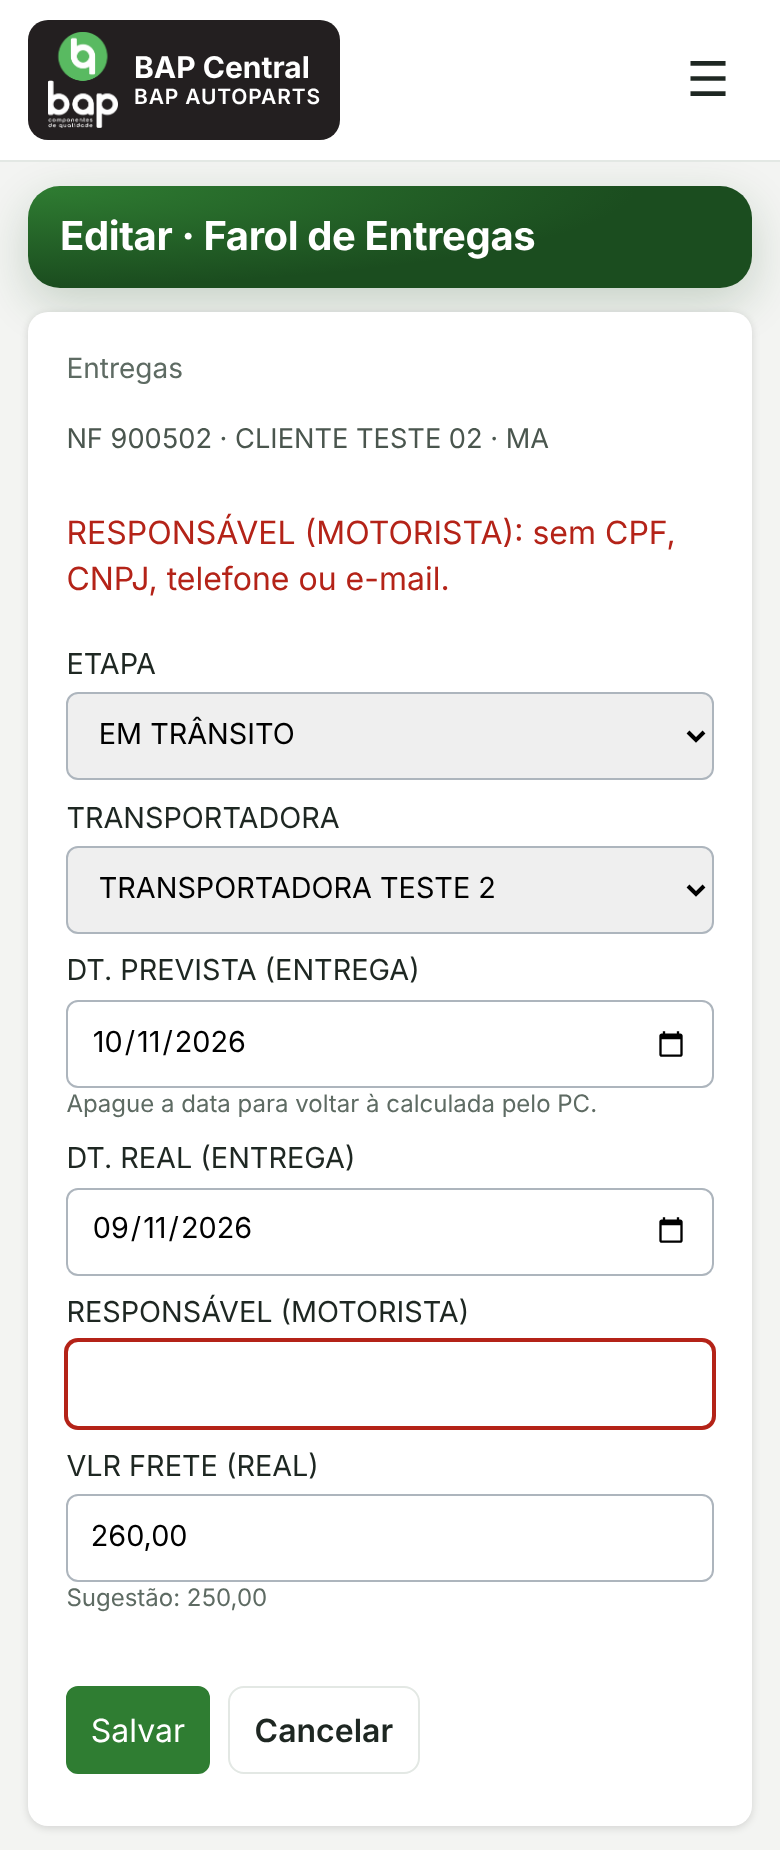 bap
componentes
de qualidade
BAP Central
BAP AUTOPARTS
Editar · Farol de Entregas
Entregas
NF 900502 · CLIENTE TESTE 02 · MA
RESPONSÁVEL (MOTORISTA): sem CPF,
CNPJ, telefone ou e-mail.
ETAPA
EM TRÂNSITO
TRANSPORTADORA
TRANSPORTADORA TESTE 2
DT. PREVISTA (ENTREGA)
10/11/2026
Apague a data para voltar à calculada pelo PC.
DT. REAL (ENTREGA)
09/11/2026
RESPONSÁVEL (MOTORISTA)
VLR FRETE (REAL)
260,00
Sugestão: 250,00
Salvar
Cancelar